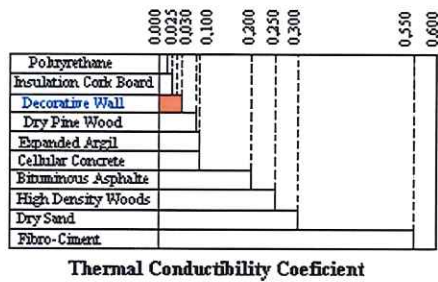 0,000 0,025 0,030 0,100 0,200 0,250 0,300 0,550 0,600
Polyurethane
Insulation Cork Board
Decorative Wall
Dry Pine Wood
Expanded Argil
Cellular Concrete
Bituminous Asphalte
High Density Woods
Dry Sand
Fibro-Ciment
Thermal Conductibility Coeficient